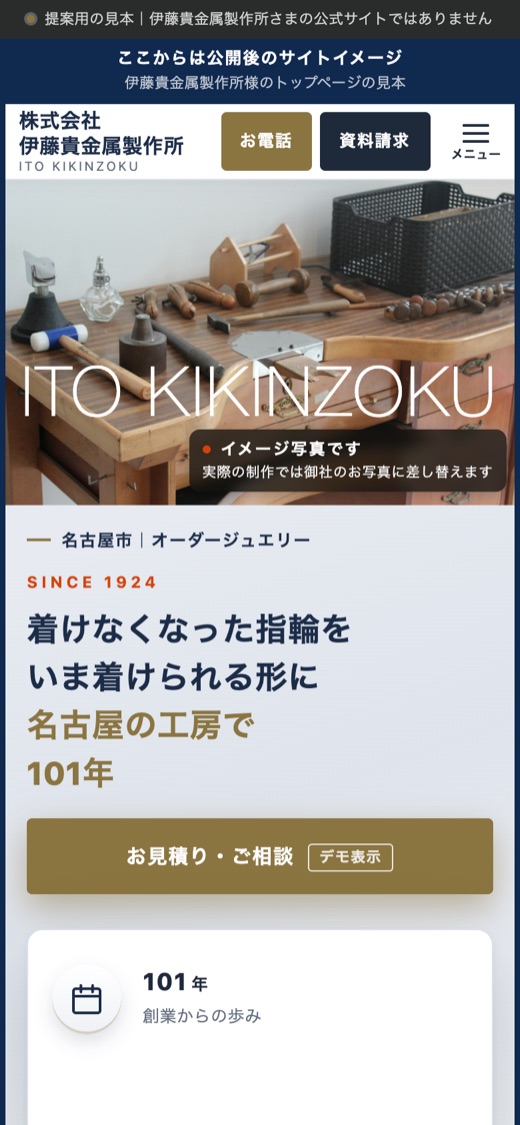 提案用の見本｜伊藤貴金属製作所さまの公式サイトではありません
ここからは公開後のサイトイメージ
伊藤貴金属製作所様のトップページの見本
株式会社
伊藤貴金属製作所
ITO KIKINZOKU
お電話
資料請求
メニュー
ITO KIKINZOKU
イメージ写真です
実際の制作では御社のお写真に差し替えます
名古屋市｜オーダージュエリー
SINCE 1924
着けなくなった指輪を
いま着けられる形に
名古屋の工房で
101年
お見積り・ご相談 デモ表示
101年
創業からの歩み